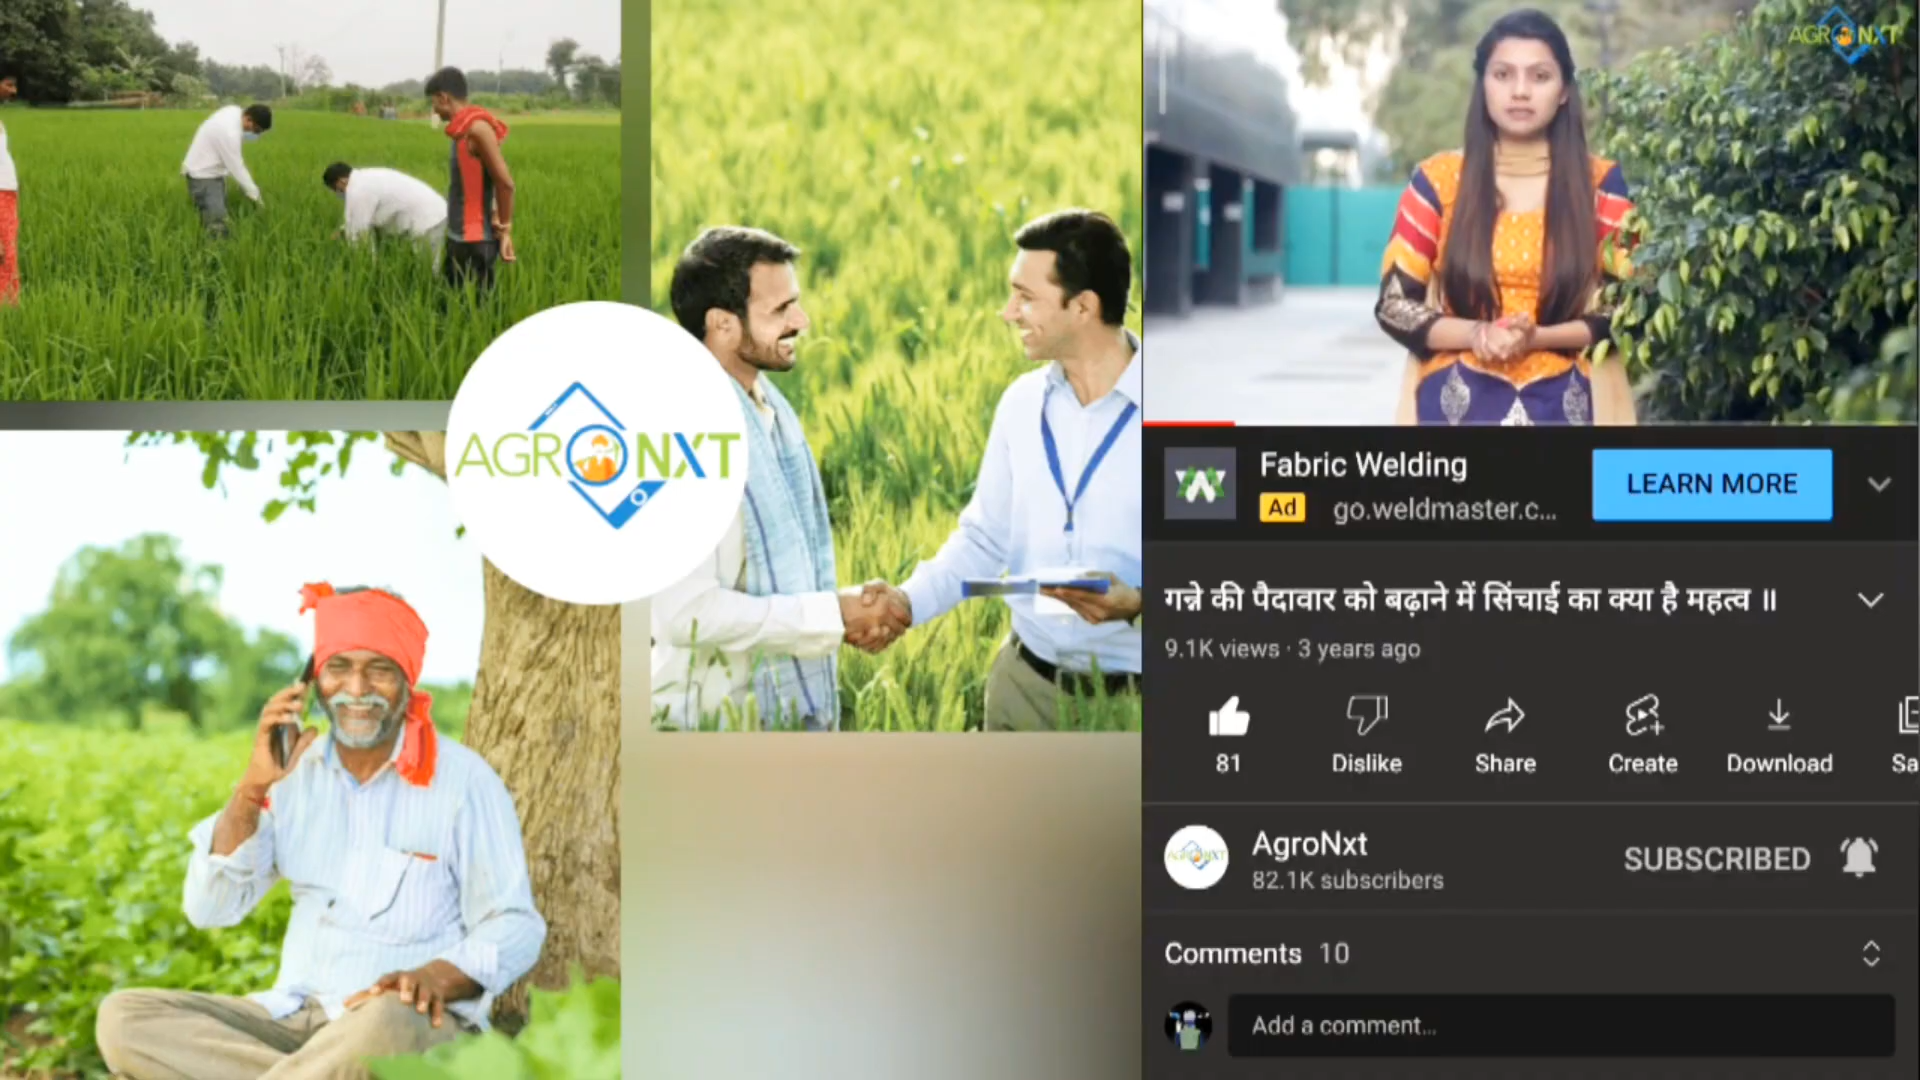 AGRONXT
AGRONXT
Fabric Welding
Ad go.weldmaster.c...
LEARN MORE
गन्ने की पैदावार को बढ़ाने में सिंचाई का क्या है महत्व ॥
9.1K views · 3 years ago
81 Dislike Share Create Download Sa
AGRONXT
AgroNxt
82.1K subscribers
SUBSCRIBED
Comments 10
Add a comment...